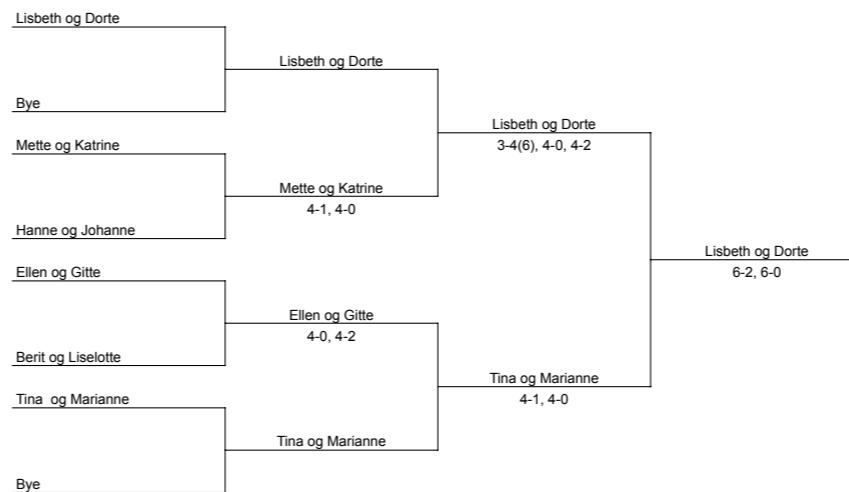 Lisbeth og Dorte
Lisbeth og Dorte
Bye
Lisbeth og Dorte
3-4(6), 4-0, 4-2
Mette og Katrine
Mette og Katrine
4-1, 4-0
Hanne og Johanne
Lisbeth og Dorte
6-2, 6-0
Ellen og Gitte
Ellen og Gitte
4-0, 4-2
Berit og Liselotte
Tina og Marianne
4-1, 4-0
Tina  og Marianne
Tina og Marianne
Bye